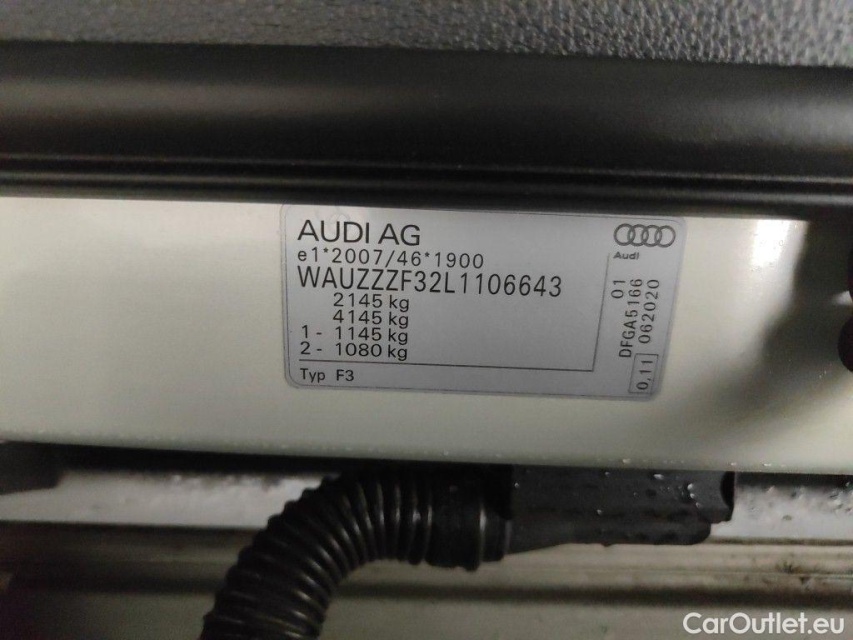 AUDI AG
e1*2007/46*1900
WAUZZZF32L1106643
2145 kg
4145 kg
1 - 1145 kg
2 - 1080 kg
Typ F3
Audi
DFGA5166 01
062020
0,11
CarOutlet.eu